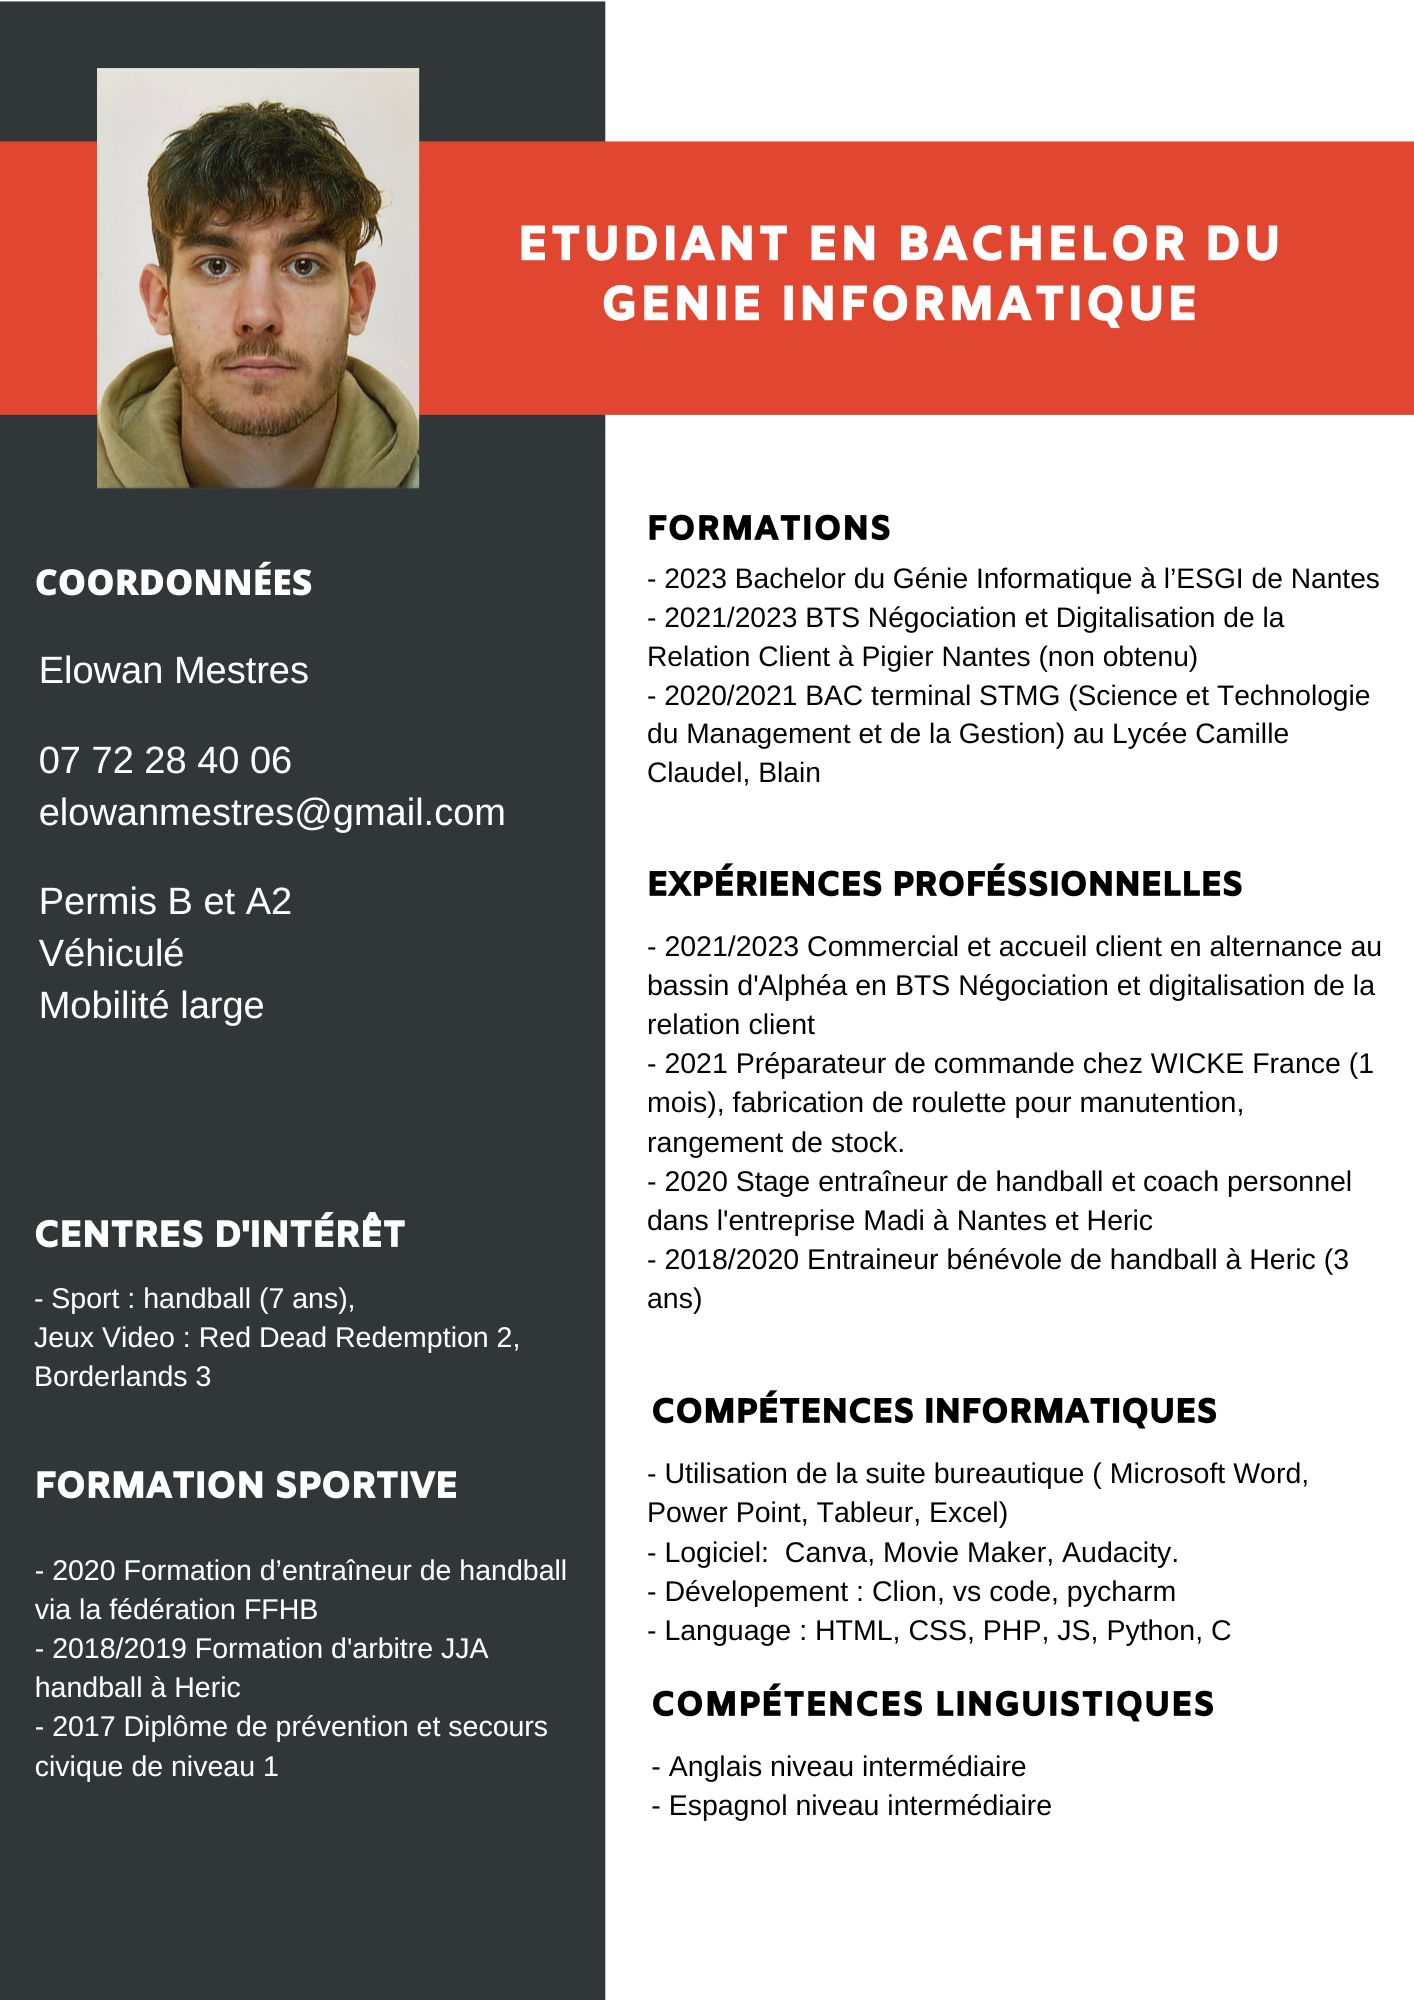 ETUDIANT EN BACHELOR DU
GENIE INFORMATIQUE
COORDONNÉES
Elowan Mestres
07 72 28 40 06
elowanmestres@gmail.com
Permis B et A2
Véhiculé
Mobilité large
CENTRES D'INTÉRÊT
- Sport : handball (7 ans),
Jeux Video : Red Dead Redemption 2,
Borderlands 3
FORMATION SPORTIVE
- 2020 Formation d’entraîneur de handball
via la fédération FFHB
- 2018/2019 Formation d'arbitre JJA
handball à Heric
- 2017 Diplôme de prévention et secours
civique de niveau 1
FORMATIONS
- 2023 Bachelor du Génie Informatique à l’ESGI de Nantes
- 2021/2023 BTS Négociation et Digitalisation de la
Relation Client à Pigier Nantes (non obtenu)
- 2020/2021 BAC terminal STMG (Science et Technologie
du Management et de la Gestion) au Lycée Camille
Claudel, Blain
EXPÉRIENCES PROFÉSSIONNELLES
- 2021/2023 Commercial et accueil client en alternance au
bassin d'Alphéa en BTS Négociation et digitalisation de la
relation client
- 2021 Préparateur de commande chez WICKE France (1
mois), fabrication de roulette pour manutention,
rangement de stock.
- 2020 Stage entraîneur de handball et coach personnel
dans l'entreprise Madi à Nantes et Heric
- 2018/2020 Entraineur bénévole de handball à Heric (3
ans)
COMPÉTENCES INFORMATIQUES
- Utilisation de la suite bureautique ( Microsoft Word,
Power Point, Tableur, Excel)
- Logiciel:  Canva, Movie Maker, Audacity.
- Dévelopement : Clion, vs code, pycharm
- Language : HTML, CSS, PHP, JS, Python, C
COMPÉTENCES LINGUISTIQUES
- Anglais niveau intermédiaire
- Espagnol niveau intermédiaire